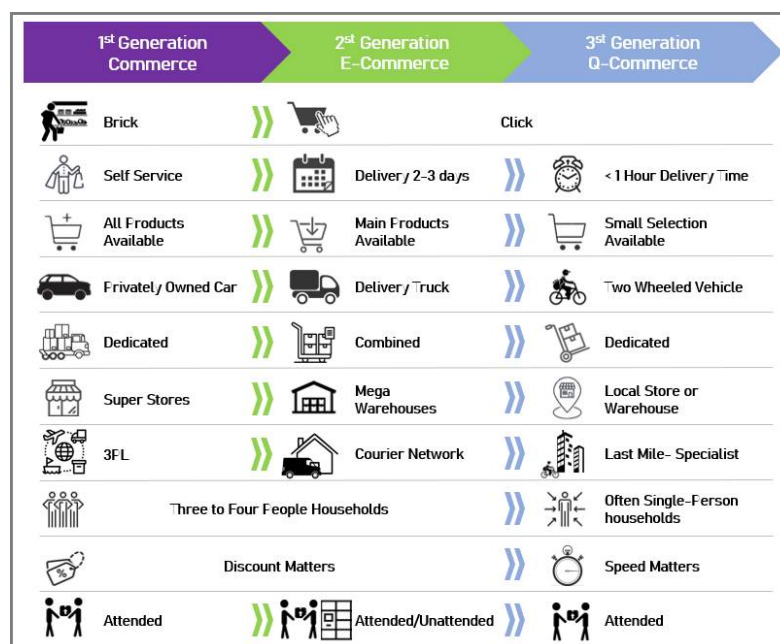 1st Generation
Commerce
2st Generation
E-Commerce
3st Generation
Q-Commerce
Brick
Click
Self Service
Delivery 2-3 days
< 1 Hour Delivery Time
All Products
Available
Main Products
Available
Small Selection
Available
Privately Owned Car
Delivery Truck
Two Wheeled Vehicle
Dedicated
Combined
Dedicated
Super Stores
Mega
Warehouses
Local Store or
Warehouse
3FL
Courier Network
Last Mile- Specialist
Three to Four People Households
Often Single-Person
households
Discount Matters
Speed Matters
Attended
Attended/Unattended
Attended